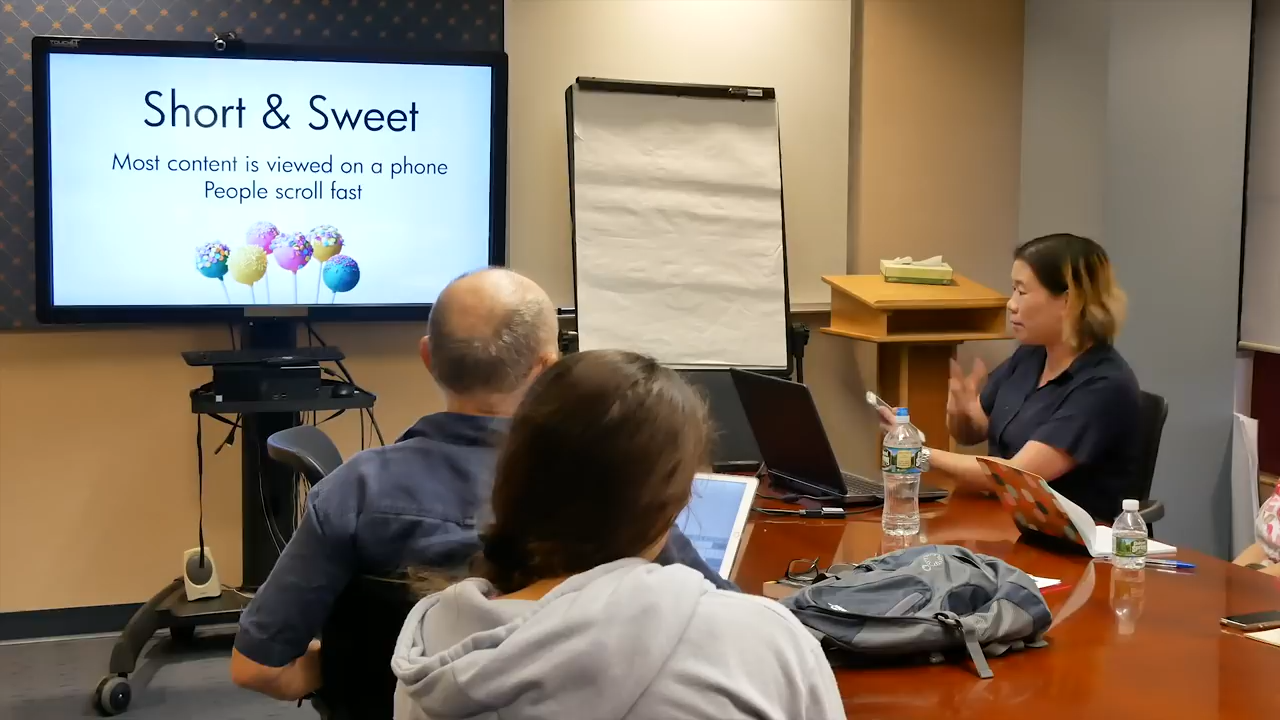 Short & Sweet
Most content is viewed on a phone
People scroll fast